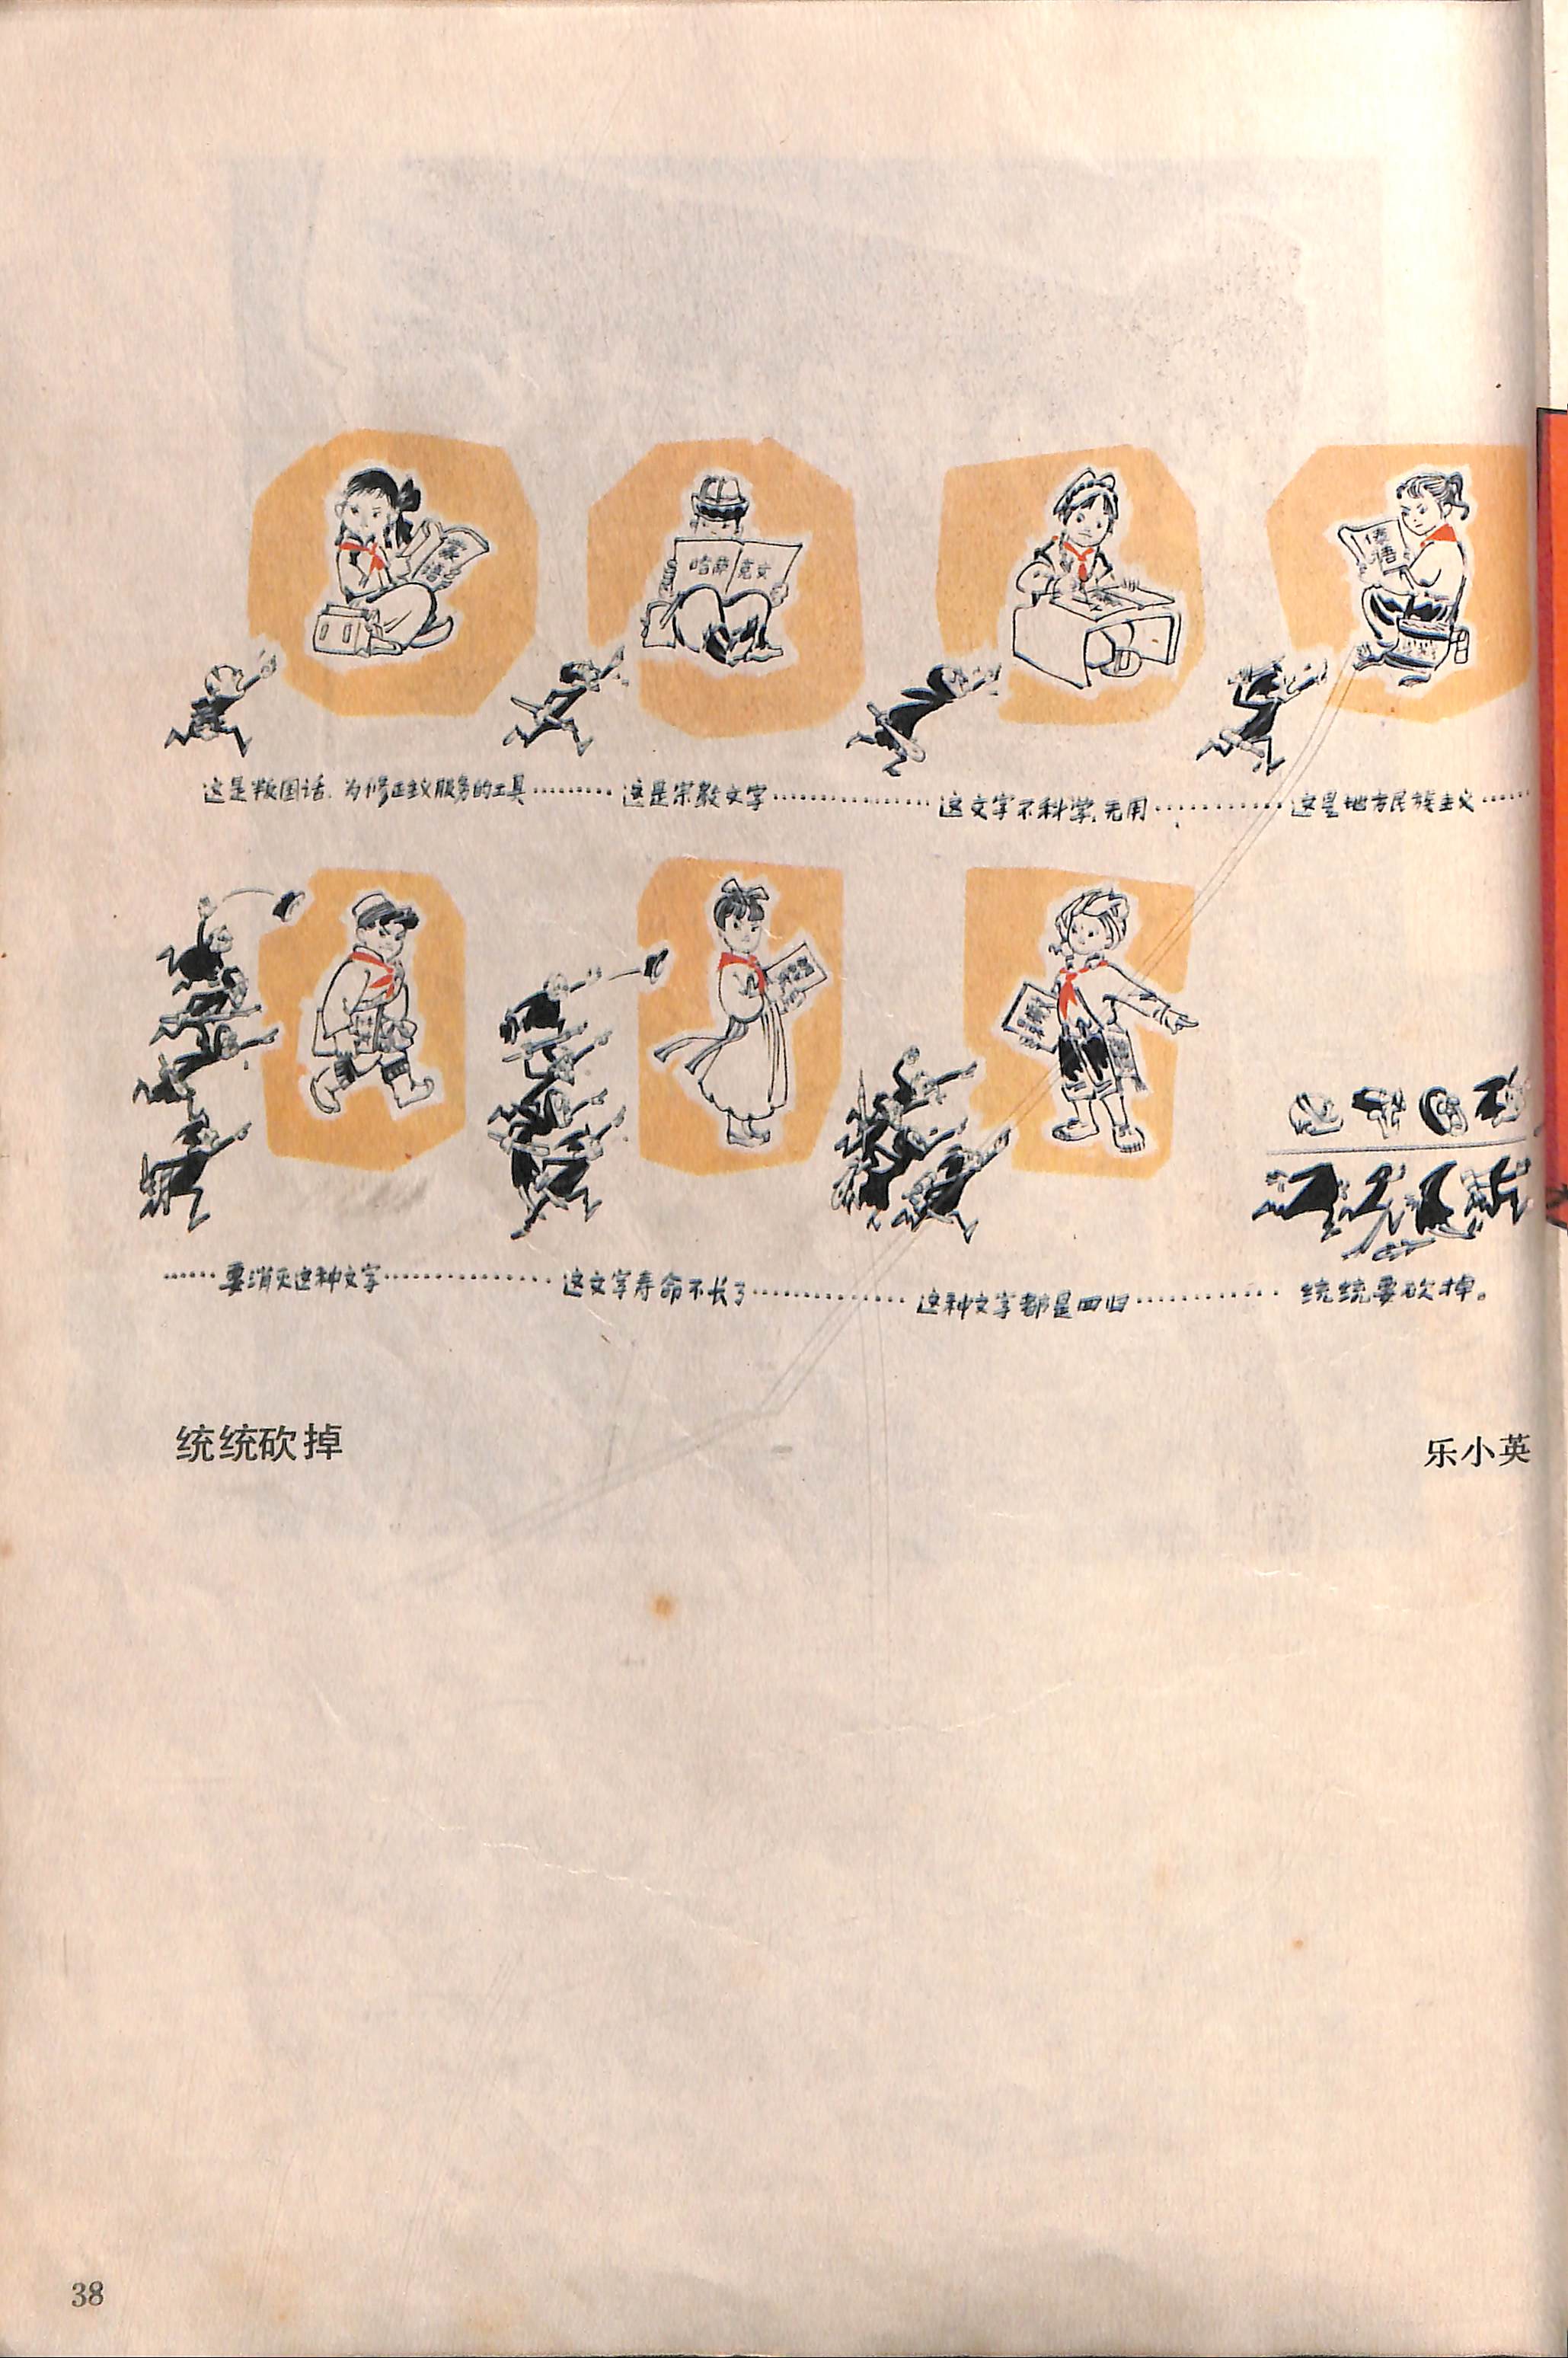 哈萨克文
傣语
这是叛国话、为修正主义服务的工具………这是宗教文字………………这文字不科学,无用……………这是地方民族主义……
……要消灭这种文字………………这文字寿命不长了………………这种文字都是四旧……………统统要砍掉。
统统砍掉
乐小英
38